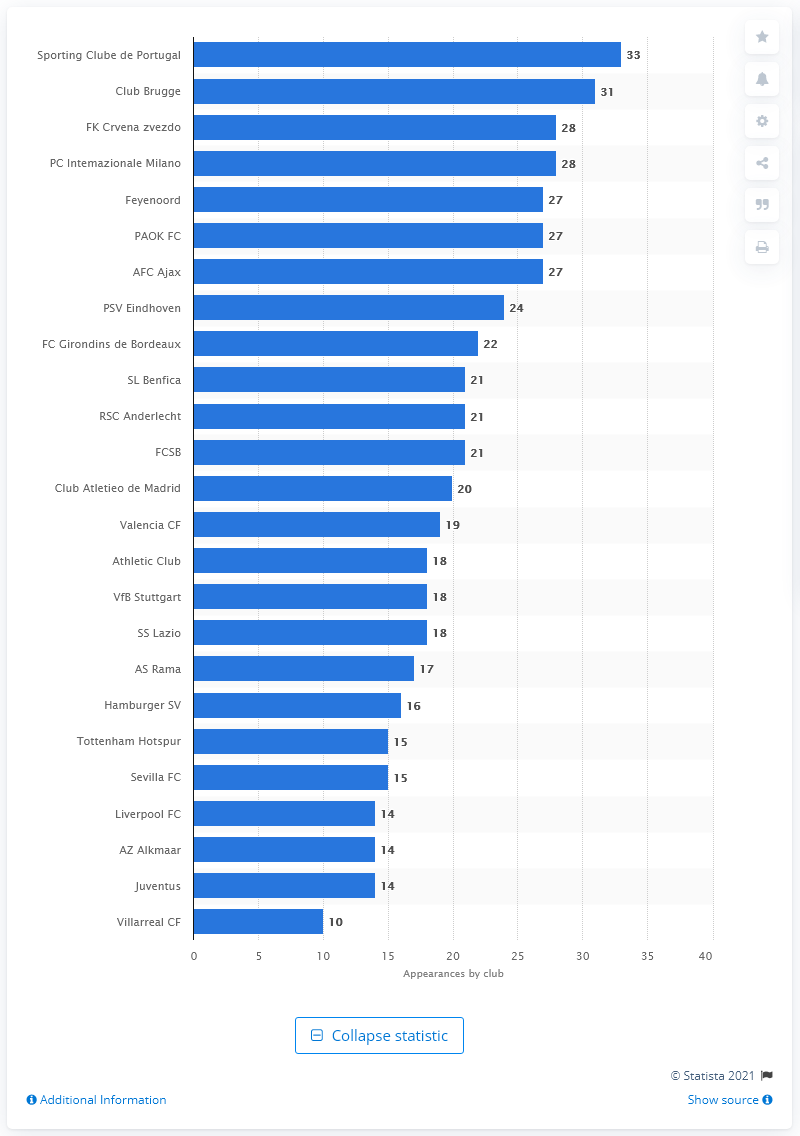 Sporting Clube de Portugal 33
Club Brugge 31
FK Crvena zvezdo 28
PC Intemazionale Milano 28
Feyenoord 27
PAOK FC 27
AFC Ajax 27
PSV Eindhoven 24
FC Girondins de Bordeaux 22
SL Benfica 21
RSC Anderlecht 21
FCSB 21
Club Atletieo de Madrid 20
Valencia CF 19
Athletic Club 18
VfB Stuttgart 18
SS Lazio 18
AS Rama 17
Hamburger SV 16
Tottenham Hotspur 15
Sevilla FC 15
Liverpool FC 14
AZ Alkmaar 14
Juventus 14
Villarreal CF 10
0 5 10 15 20 25 30 35 40
Appearances by club
Collapse statistic
© Statista 2021
Additional Information Show source